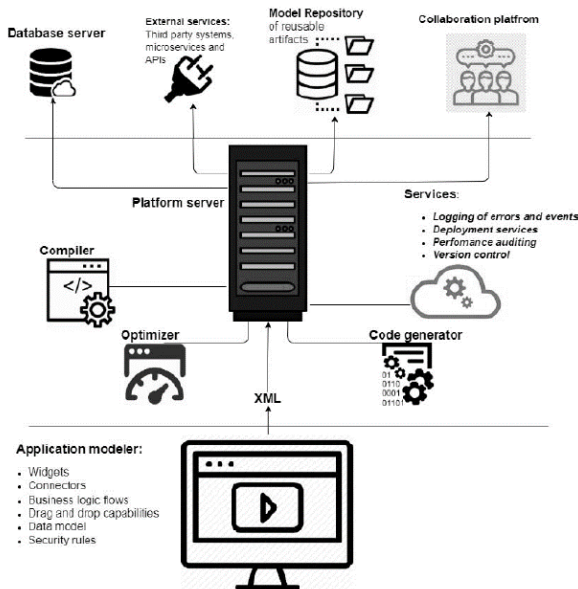 Database server
External services:
Third party systems,
microservices and
APIs
Model Repository
of reusable
artifacts
Collaboration platfrom
Platform server
Services:
Logging of errors and events
Deployment services
Perfomance auditing
Version control
Compiler
</>
Optimizer
Code generator
01
0110
0001
01101
XML
Application modeler:
Widgets
Connectors
Business logic flows
Drag and drop capabilities
Data model
Security rules